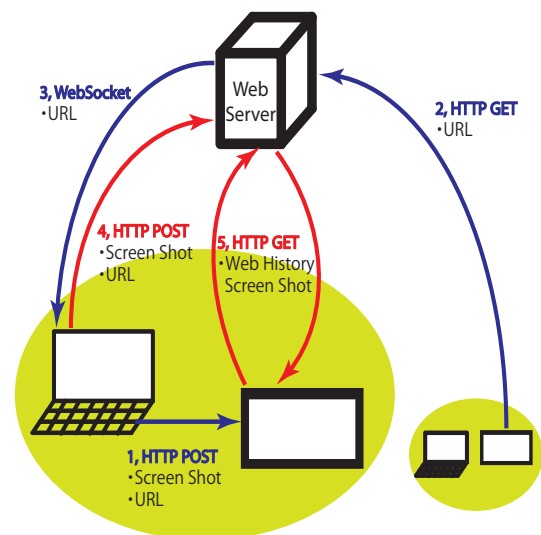 Web
Server
3, WebSocket
・URL
2, HTTP GET
・URL
4, HTTP POST
・Screen Shot
・URL
5, HTTP GET
・Web History
Screen Shot
1, HTTP POST
・Screen Shot
・URL